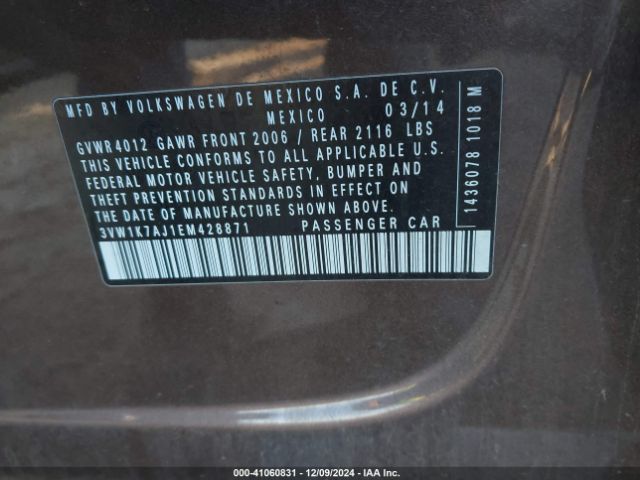 MFD BY VOLKSWAGEN DE MEXICO S.A. DE C.V.
MEXICO 03/14
GVWR4012 GAWR FRONT 2006 / REAR 2116 LBS
THIS VEHICLE CONFORMS TO ALL APPLICABLE U.S.
FEDERAL MOTOR VEHICLE SAFETY, BUMPER AND
THEFT PREVENTION STANDARDS IN EFFECT ON
THE DATE OF MANUFACTURE SHOWN ABOVE.
3VW1K7AJ1EM428871 PASSENGER CAR
1436078 1018 M
000-41060831 - 12/09/2024 - IAA Inc.